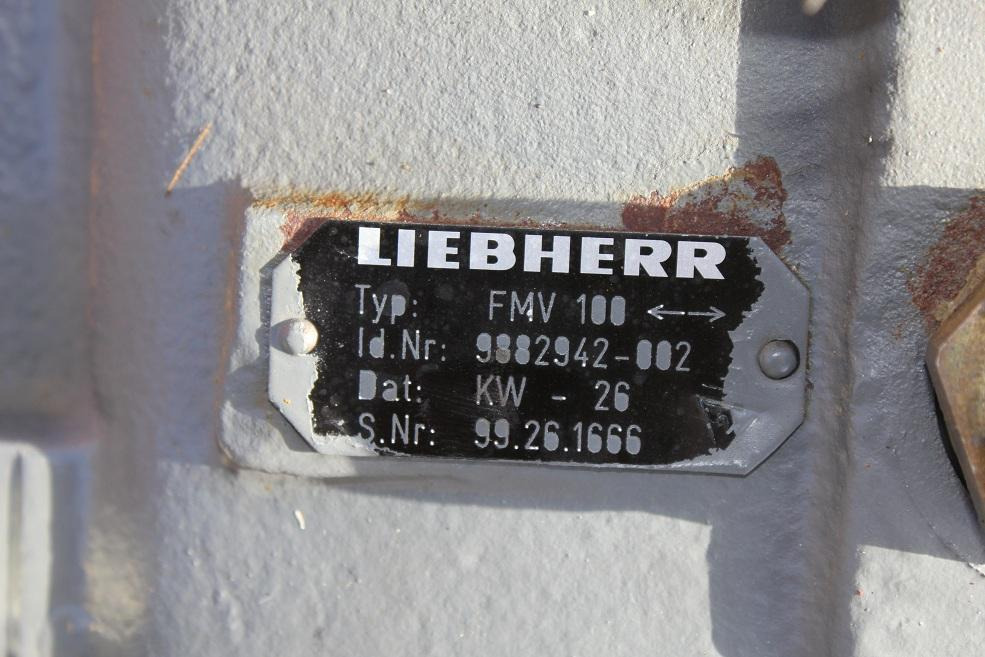 LIEBHERR
Typ: FMV 100 <-->
Id.Nr: 9882942-002
Dat: KW - 26
S.Nr: 99.26.1666